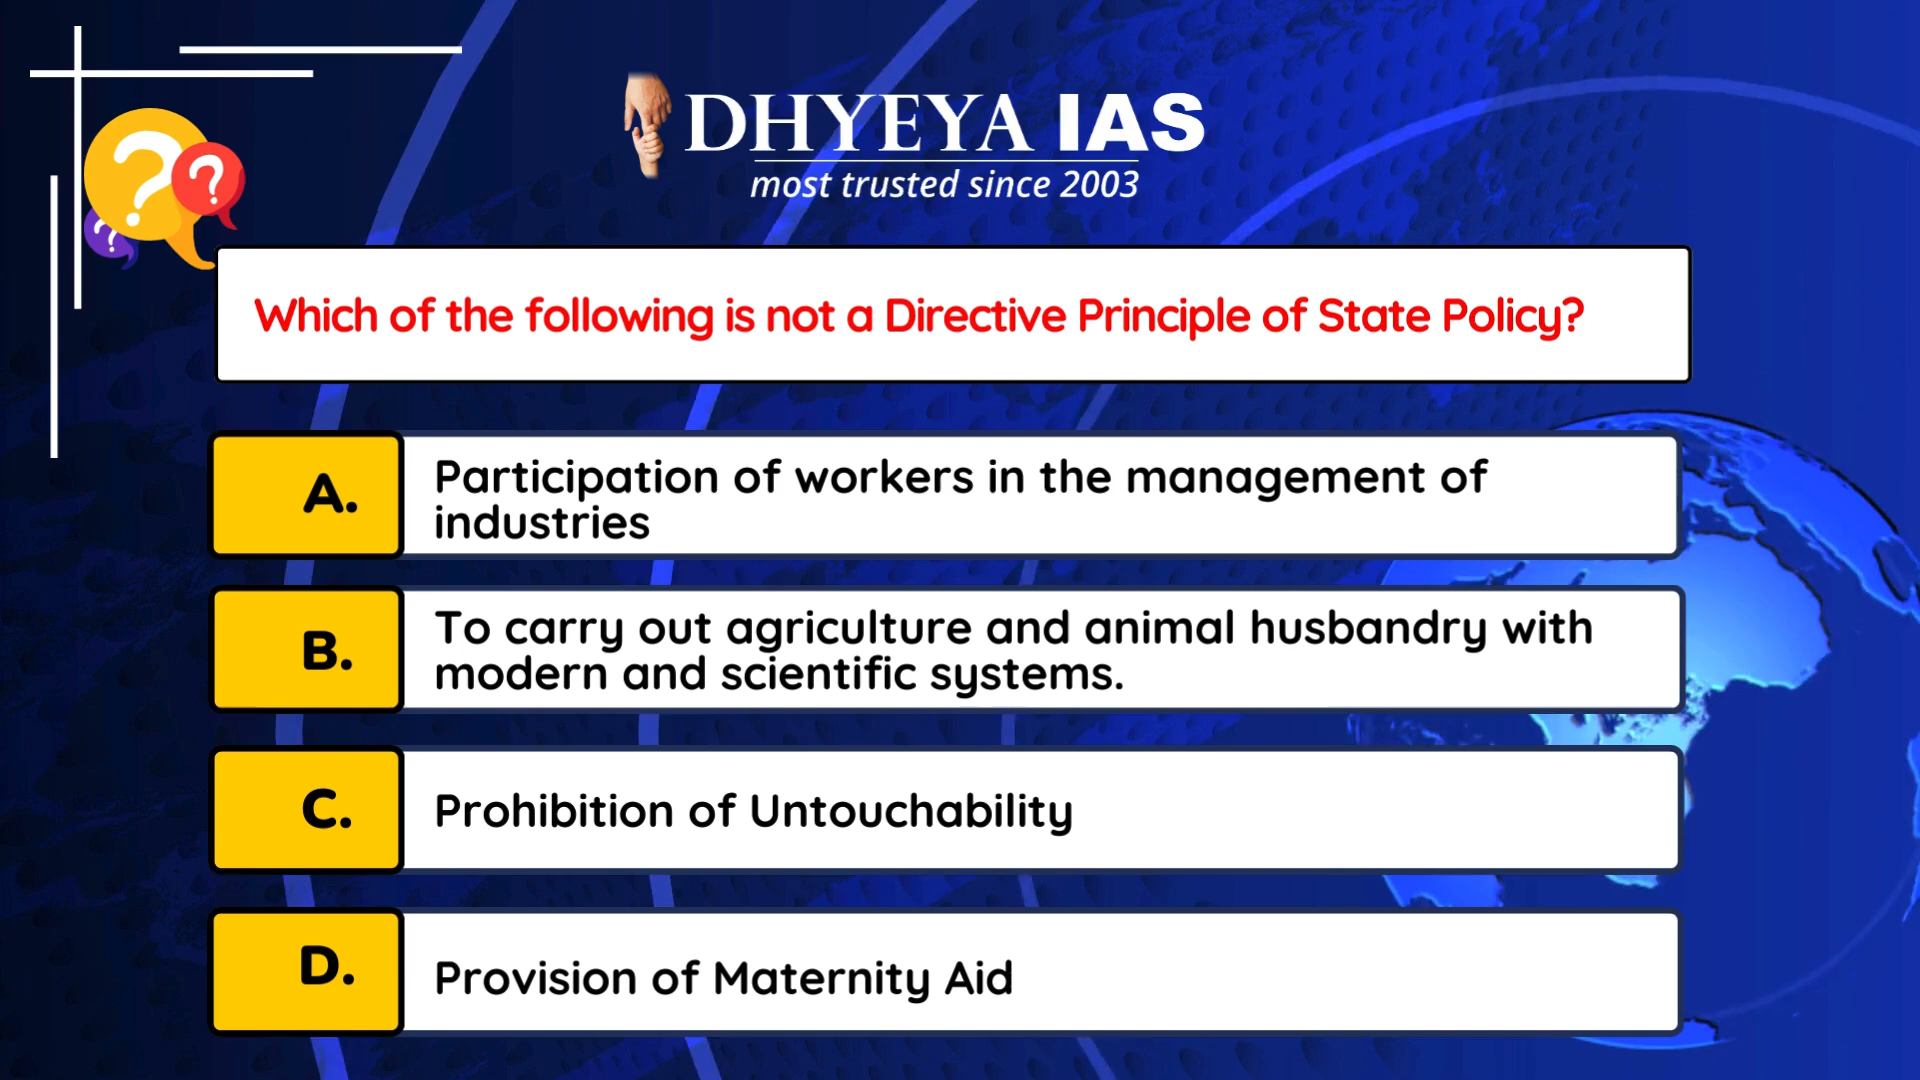 DHYEYA IAS
most trusted since 2003
Which of the following is not a Directive Principle of State Policy?
A.
Participation of workers in the management of
industries
B.
To carry out agriculture and animal husbandry with
modern and scientific systems.
C.
Prohibition of Untouchability
D.
Provision of Maternity Aid